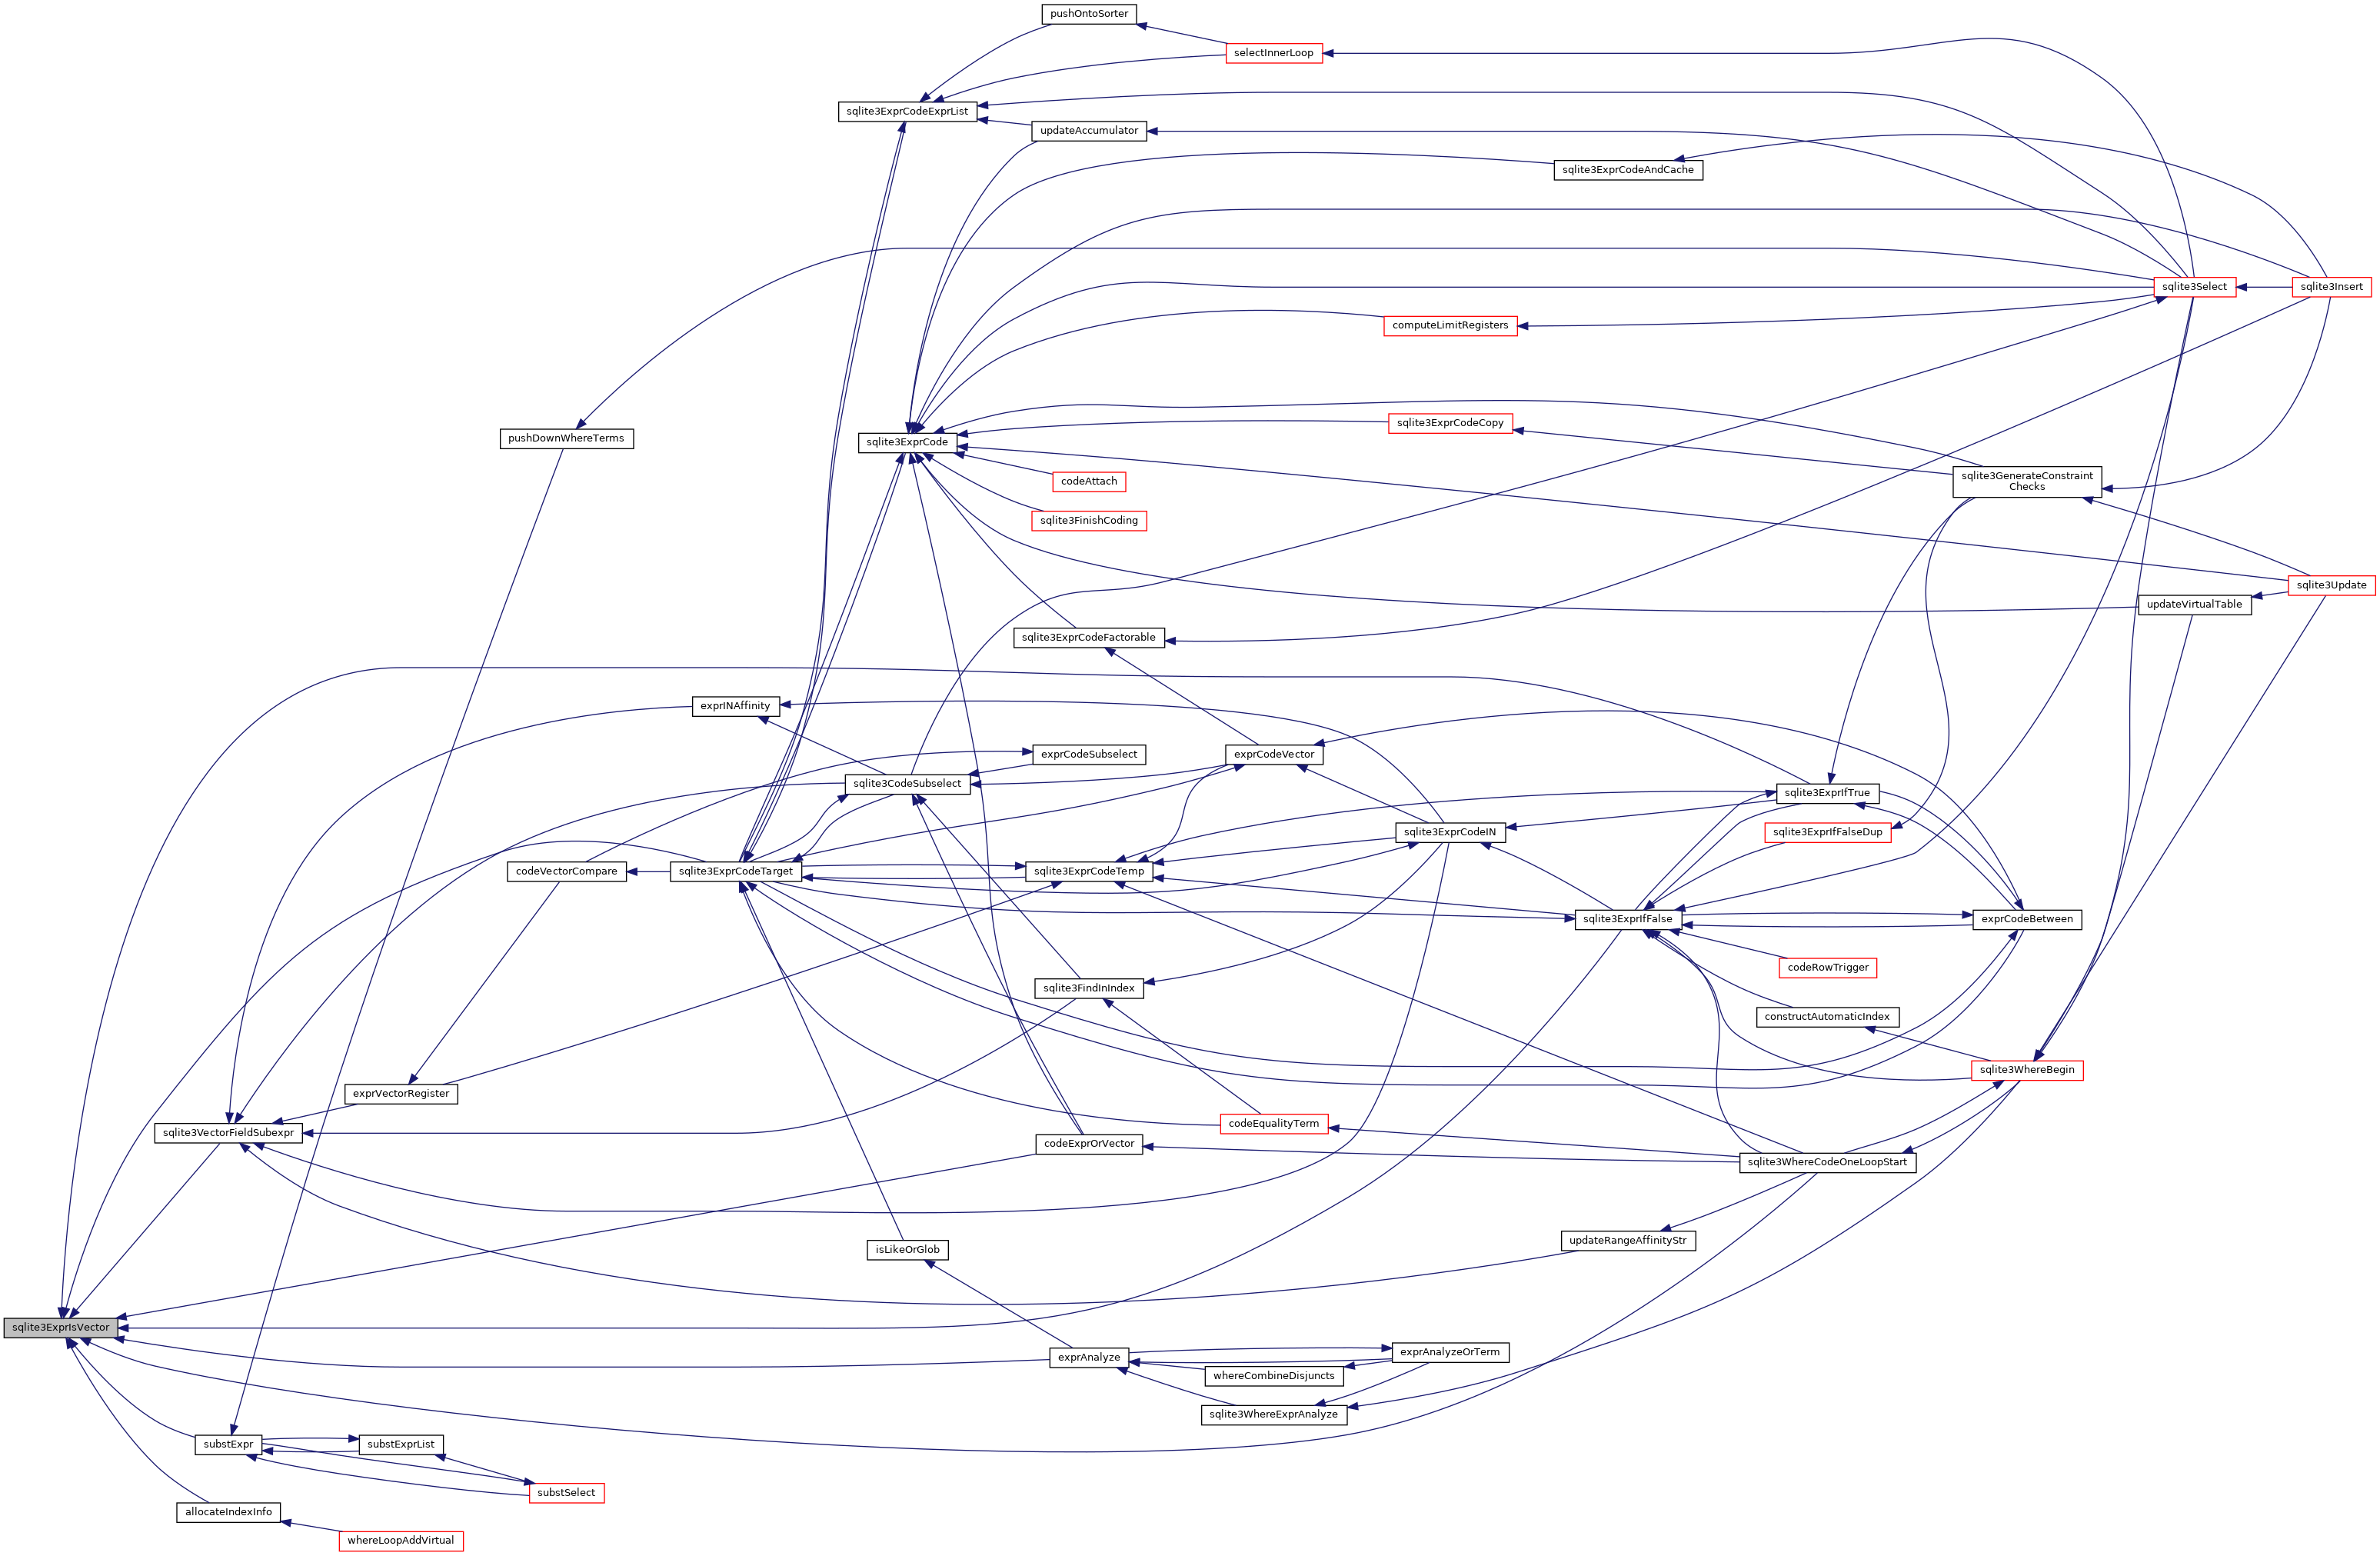 pushOntoSorter
selectInnerLoop
sqlite3ExprCodeExprList
updateAccumulator
sqlite3ExprCodeAndCache
sqlite3Select
sqlite3Insert
computeLimitRegisters
sqlite3ExprCodeCopy
pushDownWhereTerms
sqlite3ExprCode
codeAttach
sqlite3GenerateConstraint
Checks
sqlite3FinishCoding
sqlite3Update
updateVirtualTable
sqlite3ExprCodeFactorable
exprINAffinity
exprCodeSubselect
exprCodeVector
sqlite3CodeSubselect
sqlite3ExprIfTrue
sqlite3ExprCodeIN
sqlite3ExprIfFalseDup
codeVectorCompare
sqlite3ExprCodeTarget
sqlite3ExprCodeTemp
sqlite3ExprIfFalse
exprCodeBetween
codeRowTrigger
sqlite3FindInIndex
constructAutomaticIndex
sqlite3WhereBegin
exprVectorRegister
codeEqualityTerm
sqlite3VectorFieldSubexpr
codeExprOrVector
sqlite3WhereCodeOneLoopStart
updateRangeAffinityStr
isLikeOrGlob
sqlite3ExprIsVector
exprAnalyze
exprAnalyzeOrTerm
whereCombineDisjuncts
sqlite3WhereExprAnalyze
substExpr
substExprList
substSelect
allocateIndexInfo
whereLoopAddVirtual